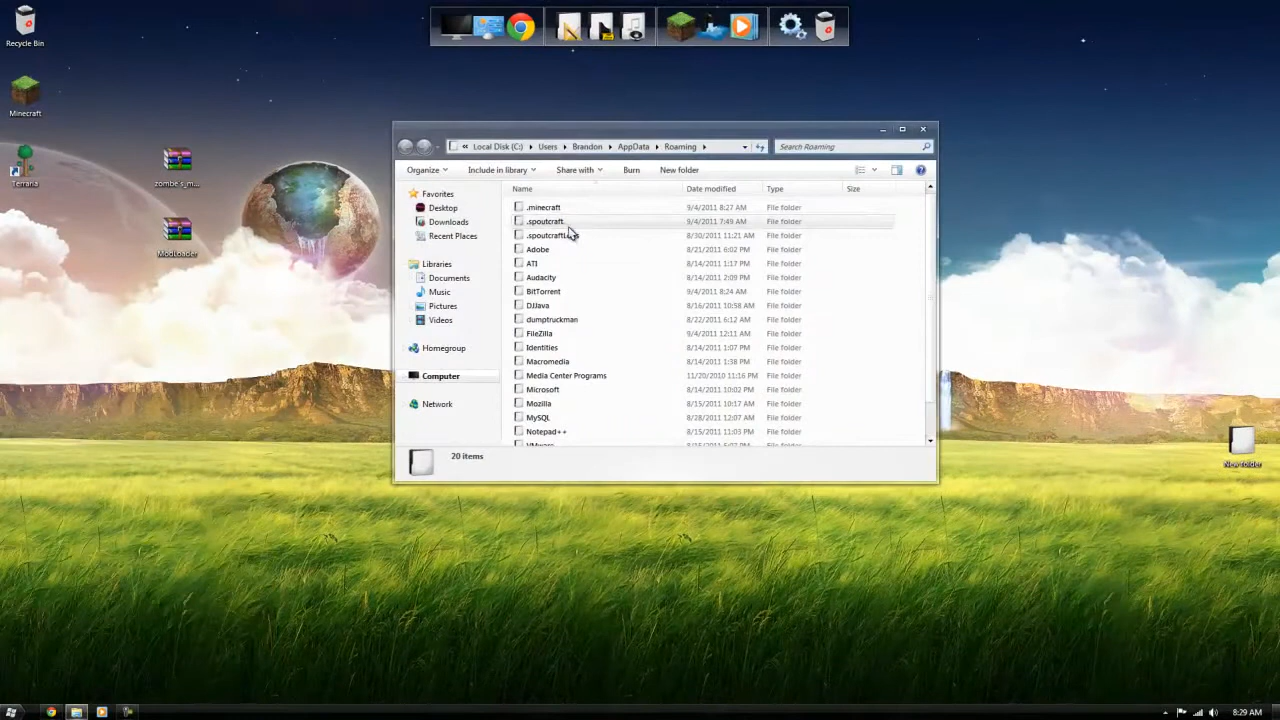 Recycle Bin
Minecraft
Terraria
zombe's_m...
ModLoader
New folder
« Local Disk (C:) ▸ Users ▸ Brandon ▸ AppData ▸ Roaming ▸
Search Roaming
Organize Include in library Share with Burn New folder
Favorites
Desktop
Downloads
Recent Places
Libraries
Documents
Music
Pictures
Videos
Homegroup
Computer
Network
Name Date modified Type Size
.minecraft 9/4/2011 8:27 AM File folder
.spoutcraft 9/4/2011 7:49 AM File folder
8/30/2011 11:21 AM File folder
Adobe 8/21/2011 6:02 PM File folder
ATI 8/14/2011 1:17 PM File folder
Audacity 8/14/2011 2:09 PM File folder
BitTorrent 9/4/2011 8:24 AM File folder
DJJava 8/16/2011 10:58 AM File folder
dumptruckman 8/22/2011 6:12 AM File folder
FileZilla 9/4/2011 12:11 AM File folder
Identities 8/14/2011 1:07 PM File folder
Macromedia 8/14/2011 1:38 PM File folder
Media Center Programs 11/20/2010 11:16 PM File folder
Microsoft 8/14/2011 10:02 PM File folder
Mozilla 8/15/2011 10:17 AM File folder
MySQL 8/28/2011 12:07 AM File folder
Notepad++ 8/15/2011 11:03 PM File folder
20 items
8:29 AM